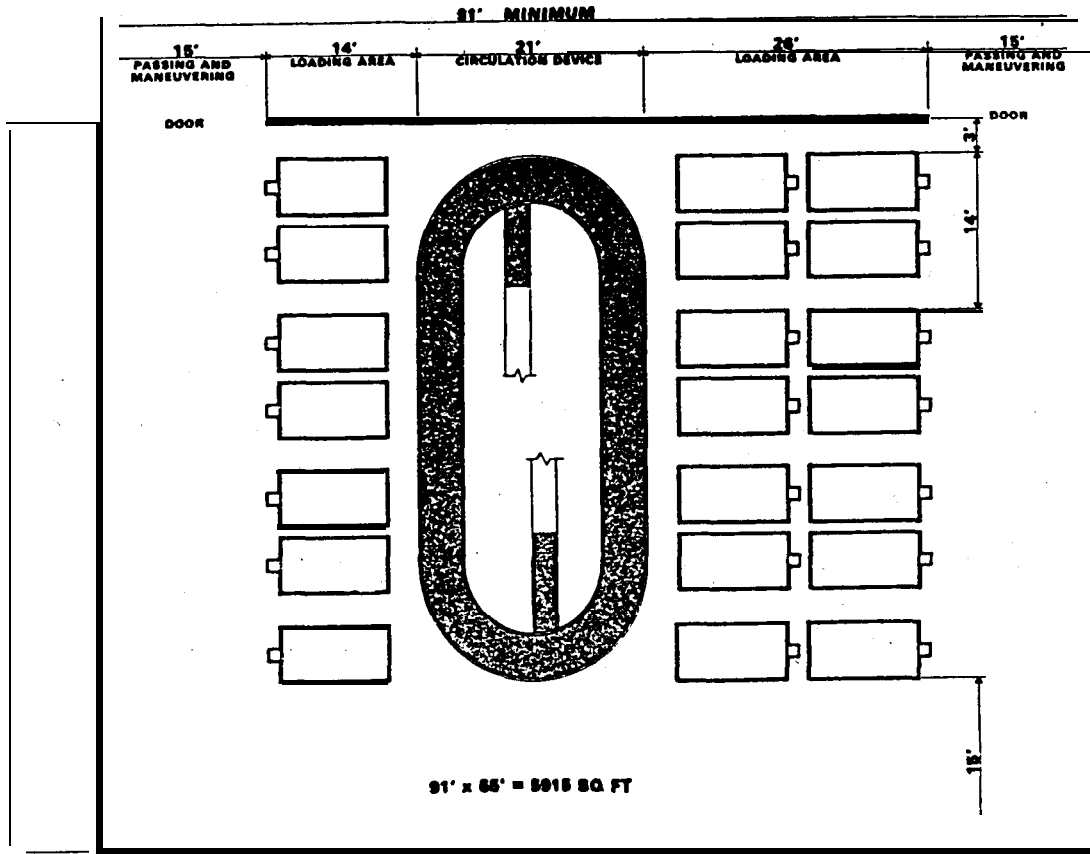 91' MINIMUM
15' 14' 21' 26' 15'
PASSING AND MANEUVERING
LOADING AREA
CIRCULATION DEVICE
LOADING AREA
PASSING AND MANEUVERING
DOOR
DOOR
3'
14'
15'
91' x 65' = 5915 SQ FT